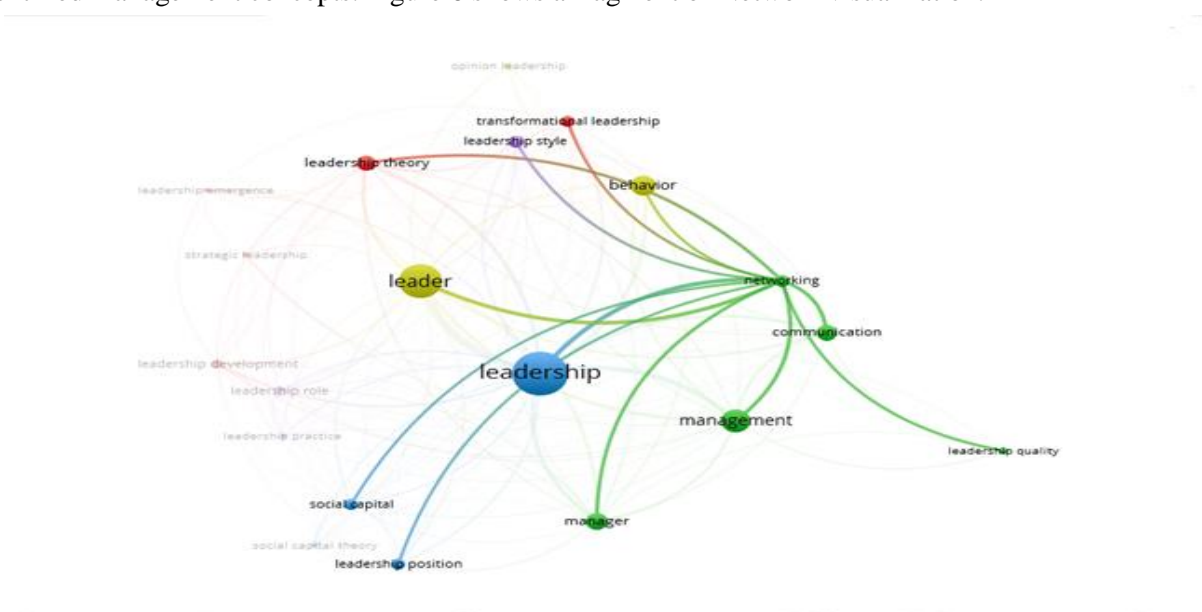 opinion leadership
transformational leadership
leadership style
leadership theory
behavior
leadership emergence
strategic leadership
leader
networking
communication
leadership development
leadership
leadership role
management
leadership practice
leadership quality
social capital
manager
social capital theory
leadership position